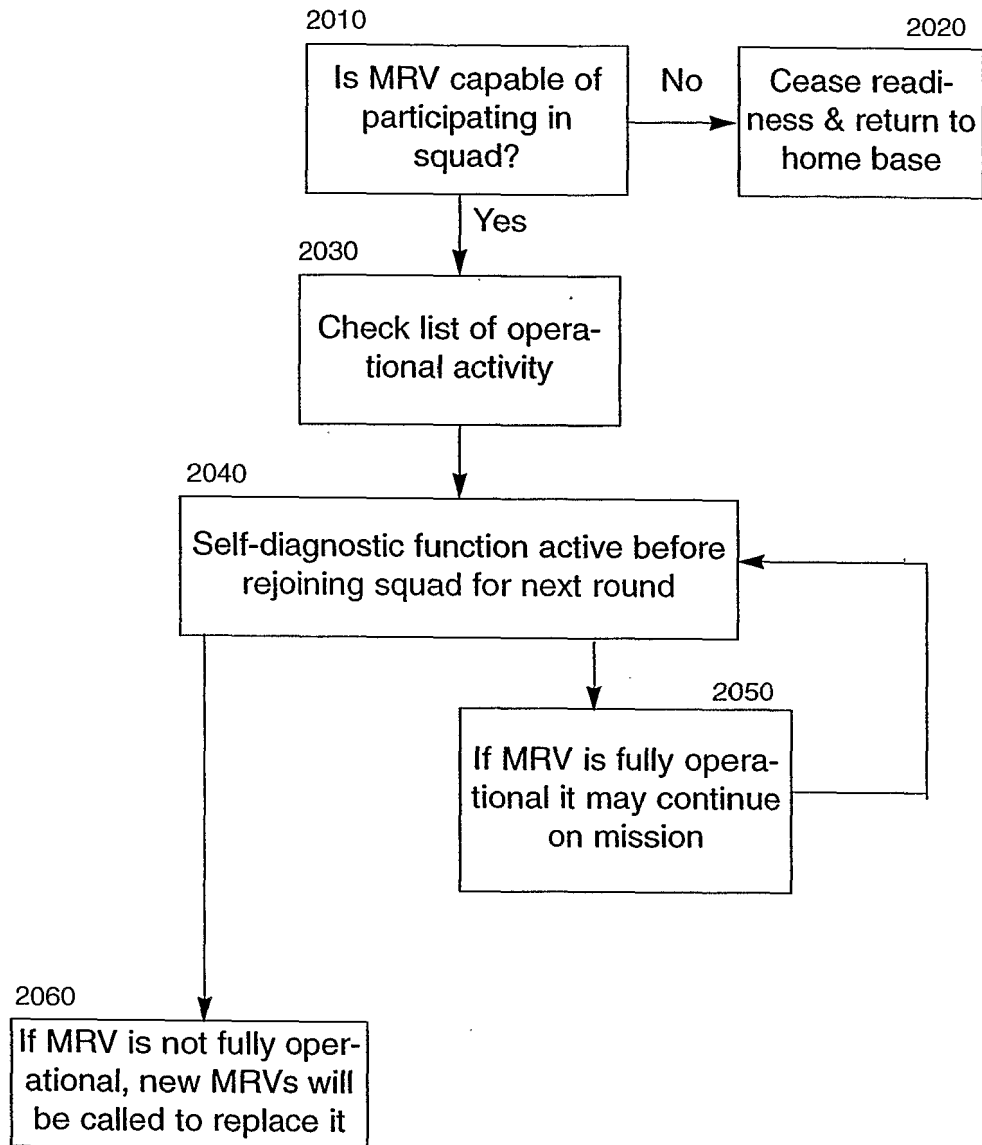 2010
Is MRV capable of
participating in
squad?
No
2020
Cease readi-
ness & return to
home base
Yes
2030
Check list of opera-
tional activity
2040
Self-diagnostic function active before
rejoining squad for next round
2050
If MRV is fully opera-
tional it may continue
on mission
2060
If MRV is not fully oper-
ational, new MRVs will
be called to replace it